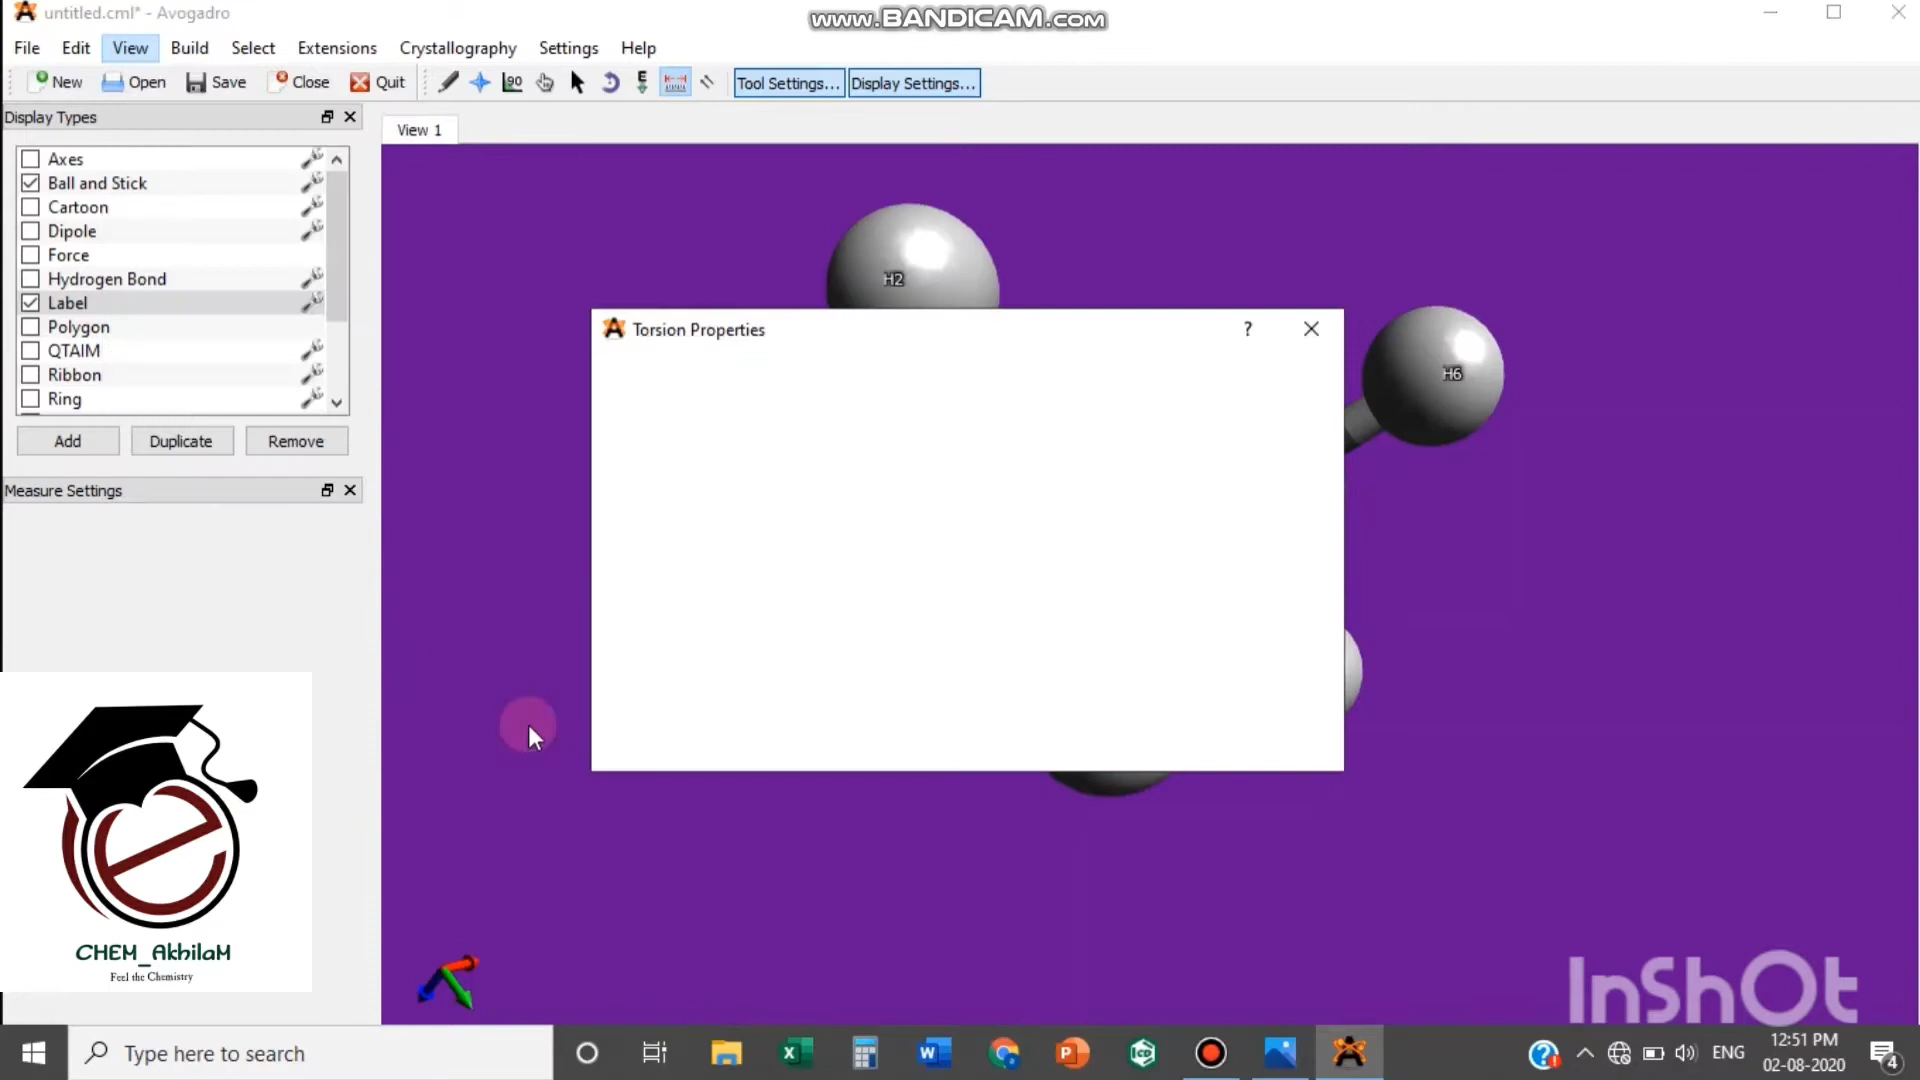 untitled.cml* - Avogadro
www.BANDICAM.com
File Edit View Build Select Extensions Crystallography Settings Help
New Open Save Close Quit 90 E Tool Settings... Display Settings...
Display Types
View 1
Axes
Ball and Stick
Cartoon
Dipole
Force
Hydrogen Bond
Label
Polygon
QTAIM
Ribbon
Ring
Add Duplicate Remove
Measure Settings
H2
Torsion Properties ?
H6
CHEM_AkhilaM
Feel the Chemistry
InShOt
Type here to search
ENG
12:51 PM
02-08-2020
4